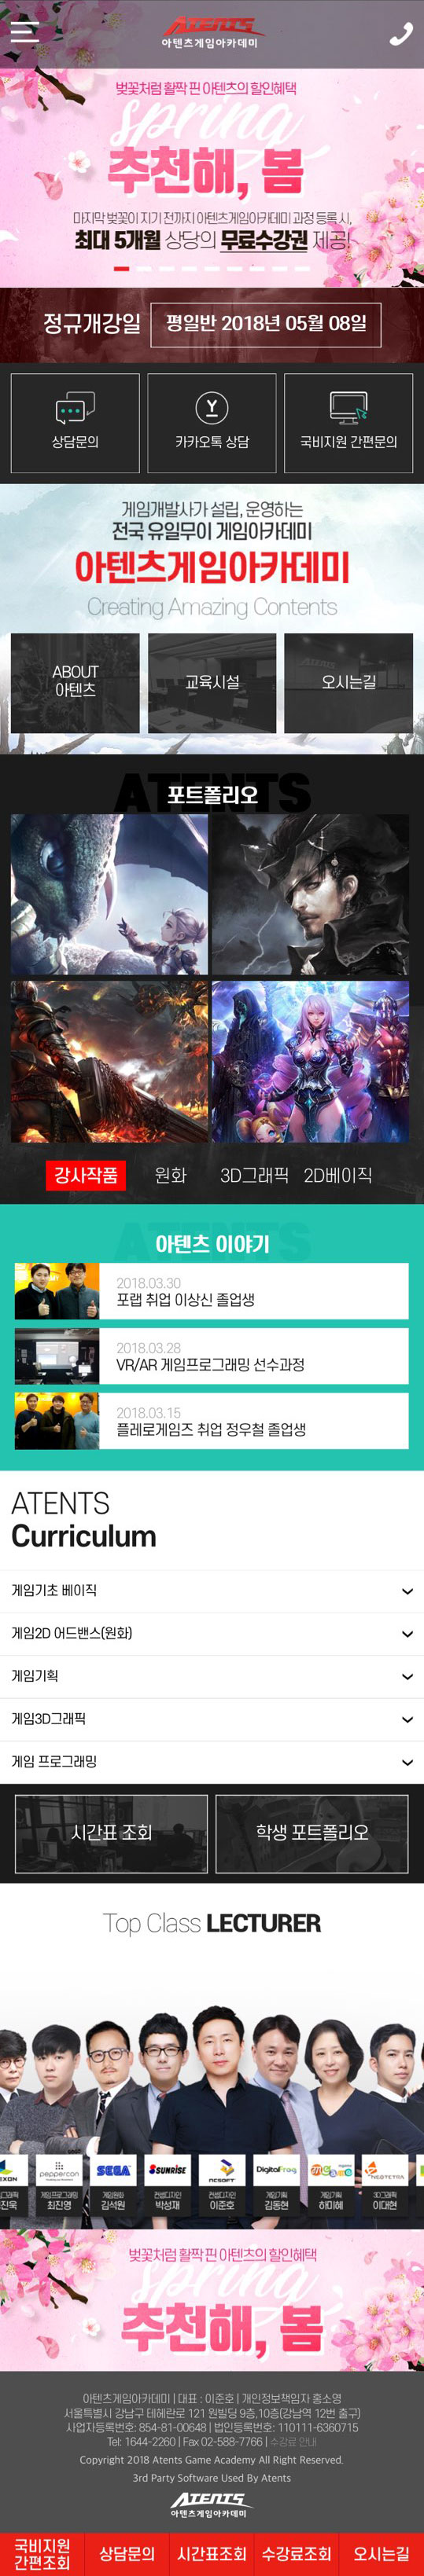 ATENTS
아텐츠게임아카데미
벚꽃처럼 활짝 핀 아텐츠의 할인혜택
spring
추천해, 봄
마지막 벚꽃이 지기 전까지 아텐츠게임아카데미 과정 등록 시,
최대 5개월 상당의 무료수강권 제공!
정규개강일 평일반 2018년 05월 08일
상담문의 카카오톡 상담 국비지원 간편문의
게임개발사가 설립, 운영하는
전국 유일무이 게임아카데미
아텐츠게임아카데미
Creating Amazing Contents
ABOUT
아텐츠 교육시설 오시는길
ATENTS
포트폴리오
강사작품 원화 3D그래픽 2D베이직
ATENTS
아텐츠 이야기
2018.03.30
포랩 취업 이상신 졸업생
2018.03.28
VR/AR 게임프로그래밍 선수과정
2018.03.15
플레로게임즈 취업 정우철 졸업생
ATENTS
Curriculum
게임기초 베이직
게임2D 어드밴스(원화)
게임기획
게임3D그래픽
게임 프로그래밍
시간표 조회 학생 포트폴리오
Top Class LECTURER
EXON peppercon SEGA SUNRISE NCSOFT DigitalFrog NEOTETRA
게임프로그래밍 게임원화 컨셉디자인 컨셉디자인 게임기획 게임기획 3D그래픽
진욱 최진영 김석원 박성재 이준호 김동현 하미혜 이대현
벚꽃처럼 활짝 핀 아텐츠의 할인혜택
spring
추천해, 봄
아텐츠게임아카데미 | 대표 : 이준호 | 개인정보책임자 홍소영
서울특별시 강남구 테헤란로 121 원빌딩 9층,10층(강남역 12번 출구)
사업자등록번호: 854-81-00648 | 법인등록번호: 110111-6360715
Tel: 1644-2260 | Fax 02-588-7766 | 수강료 안내
Copyright 2018 Atents Game Academy All Right Reserved.
3rd Party Software Used By Atents
ATENTS
아텐츠게임아카데미
국비지원
간편조회 상담문의 시간표조회 수강료조회 오시는길